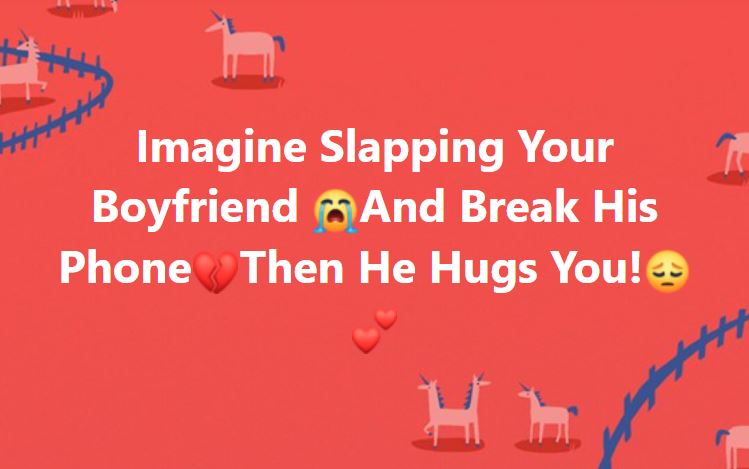 Imagine Slapping Your
Boyfriend 😭And Break His
Phone💔Then He Hugs You!😔
💕